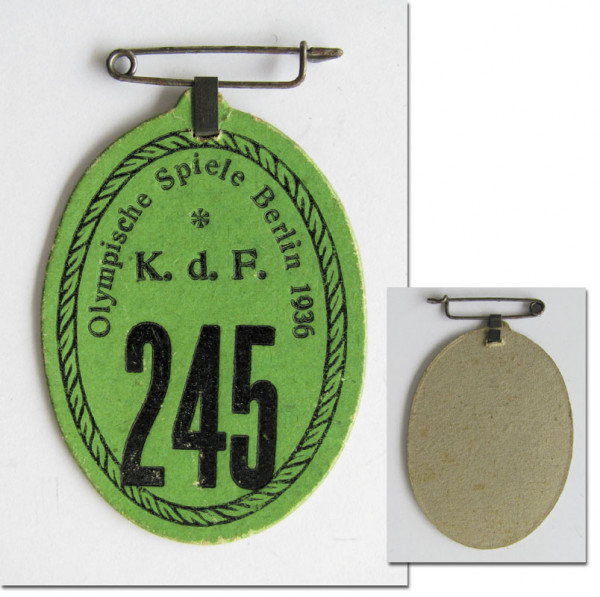 Olympische Spiele Berlin 1936
*
K. d. F.
245